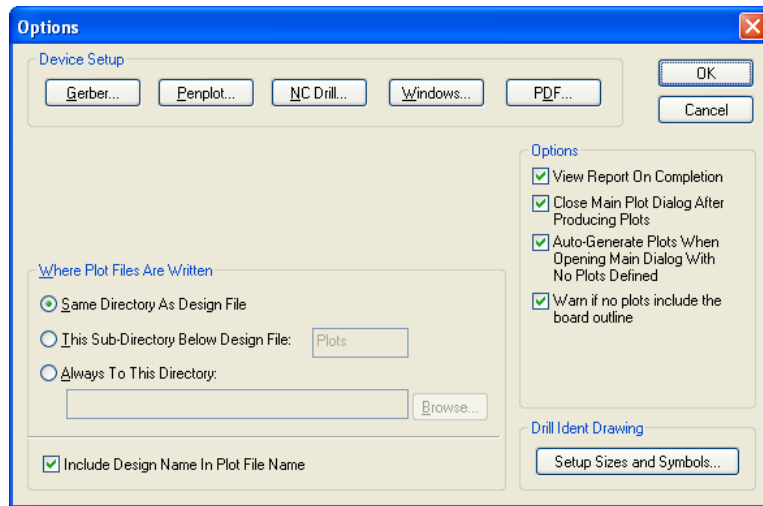 Options
Device Setup
Gerber...
Penplot...
NC Drill...
Windows...
PDF...
OK
Cancel
Options
View Report On Completion
Close Main Plot Dialog After
Producing Plots
Auto-Generate Plots When
Opening Main Dialog With
No Plots Defined
Warn if no plots include the
board outline
Where Plot Files Are Written
Same Directory As Design File
This Sub-Directory Below Design File:
Plots
Always To This Directory:
Browse...
Include Design Name In Plot File Name
Drill Ident Drawing
Setup Sizes and Symbols...